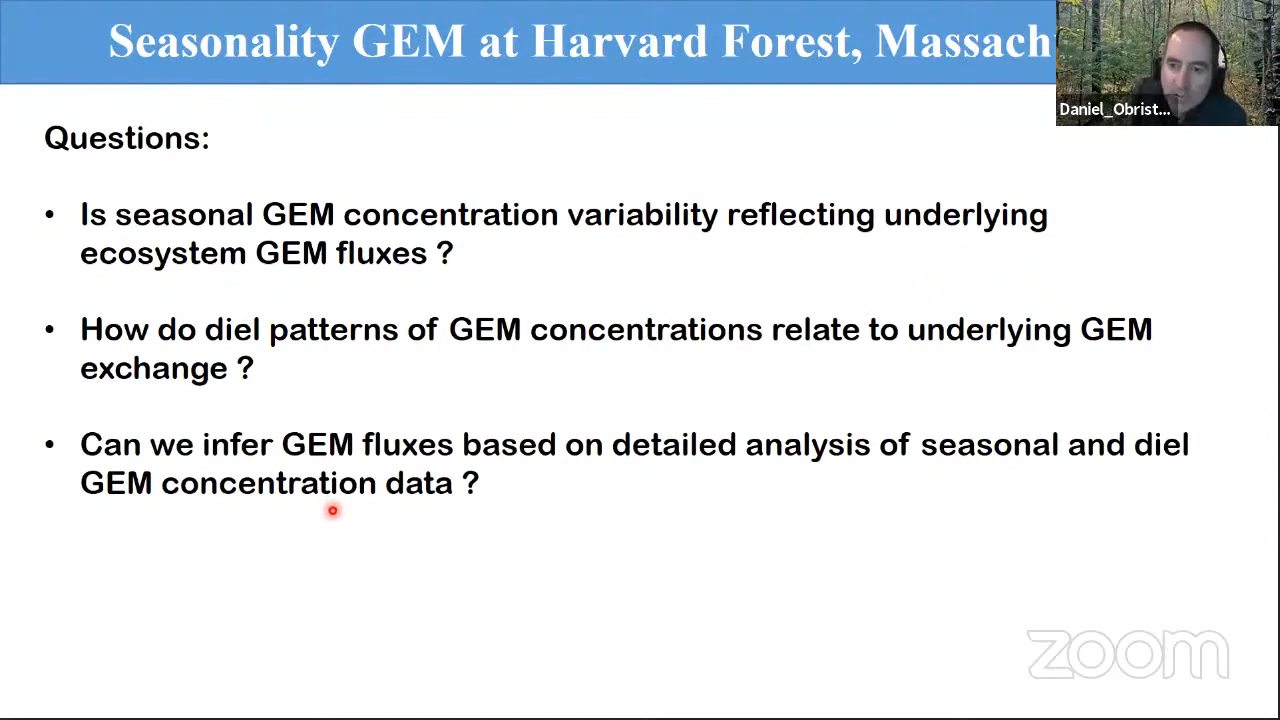 Seasonality GEM at Harvard Forest, Massach
Daniel_Obrist...
Questions:
• Is seasonal GEM concentration variability reflecting underlying
ecosystem GEM fluxes ?
• How do diel patterns of GEM concentrations relate to underlying GEM
exchange ?
• Can we infer GEM fluxes based on detailed analysis of seasonal and diel
GEM concentration data ?
zoom